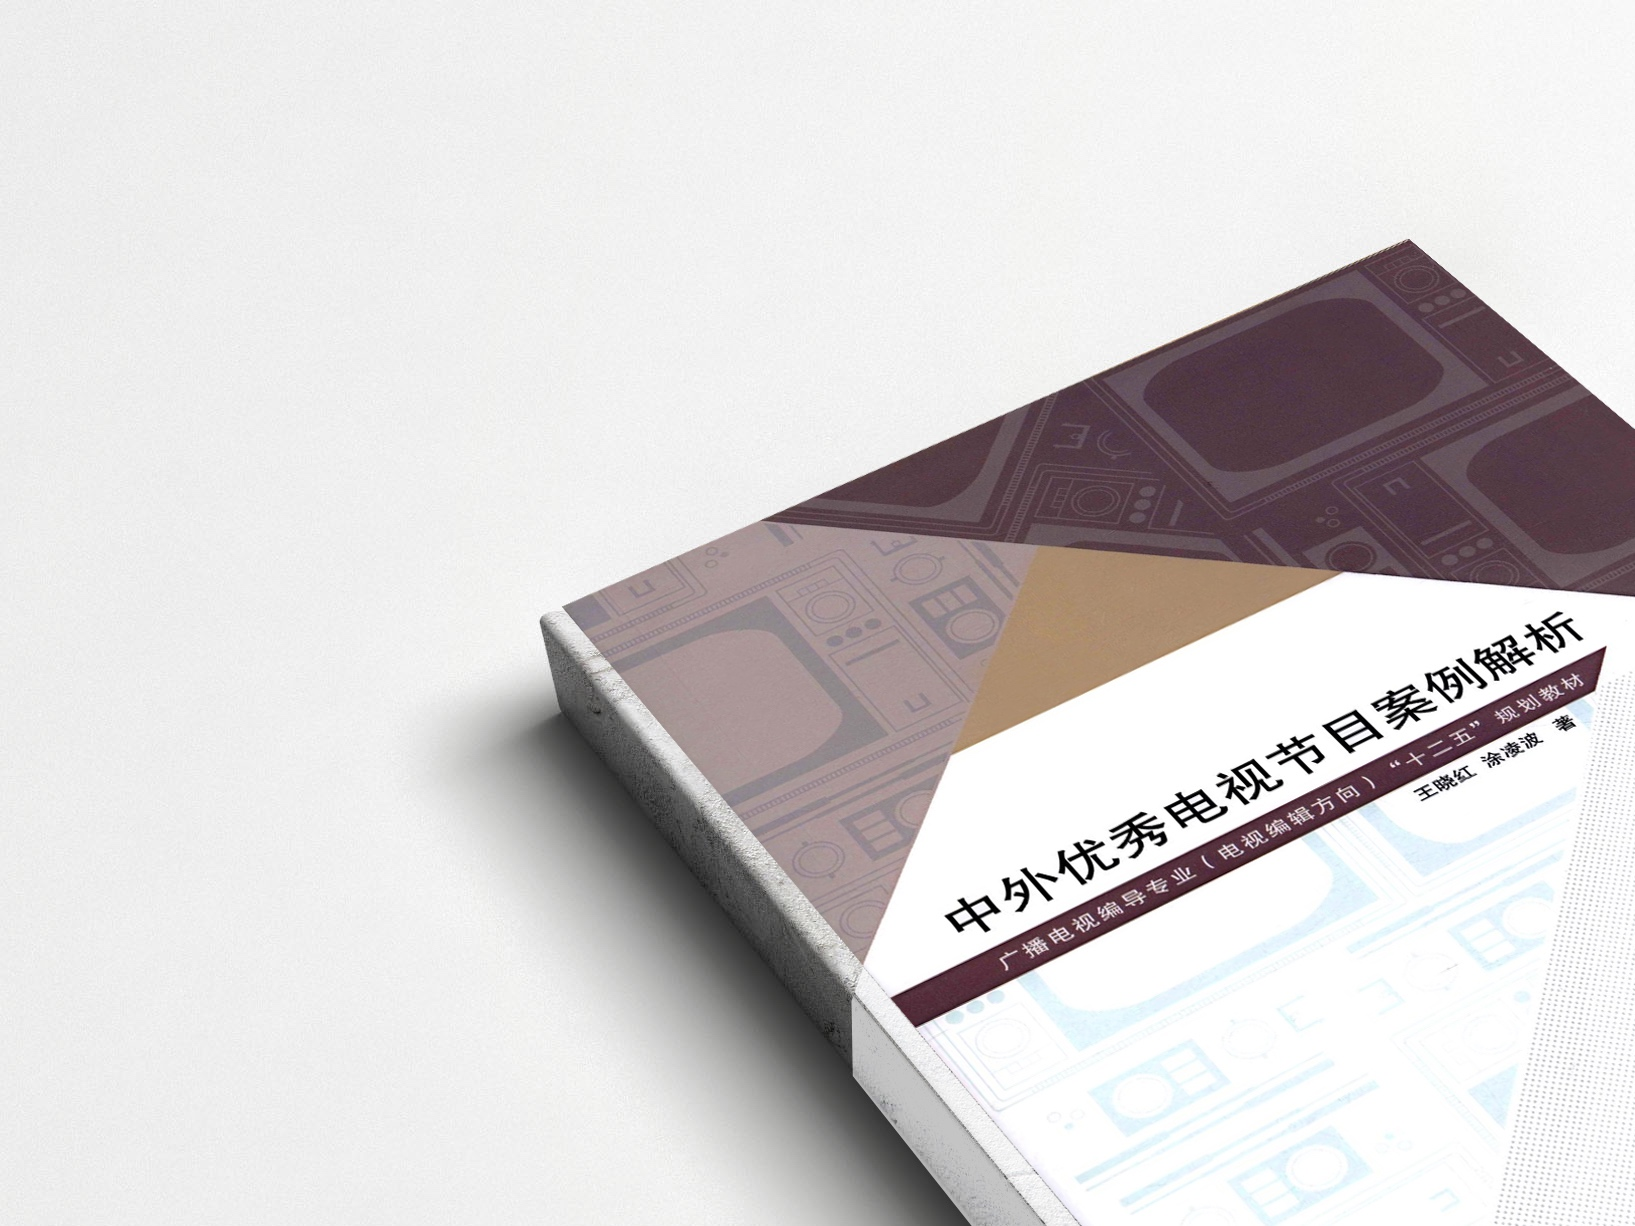 中外优秀电视节目案例解析
广播电视编导专业（电视编辑方向）“十二五”规划教材
王晓红 涂凌波 著